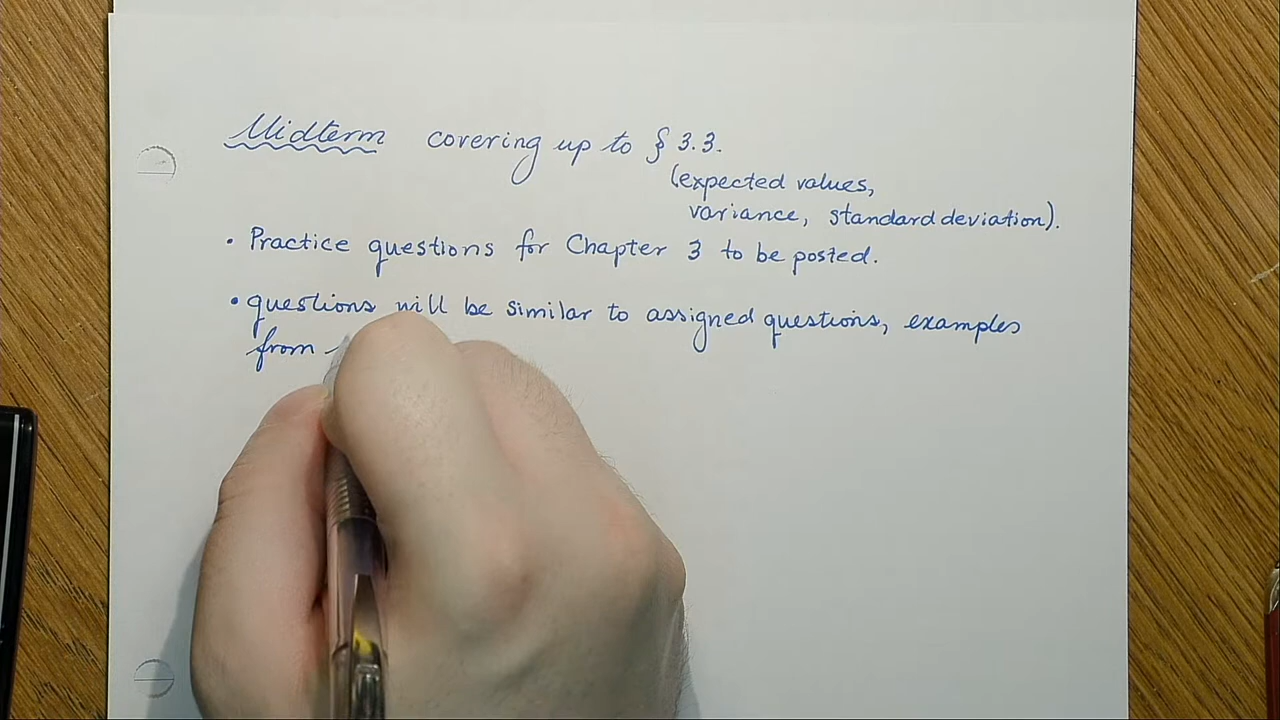 Midterm covering up to § 3.3.
(expected values,
variance, standard deviation).
• Practice questions for Chapter 3 to be posted.
• questions will be similar to assigned questions, examples
from